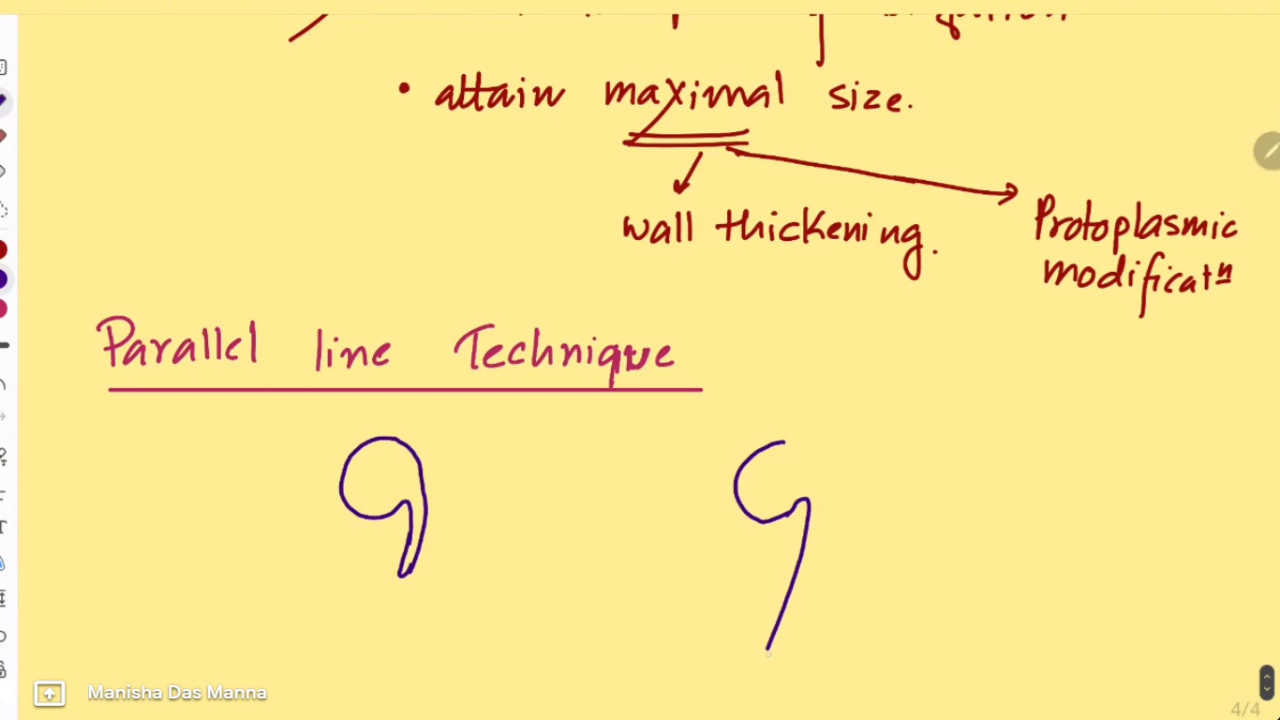 • attain maximal size.
wall thickening.
Protoplasmic
modificatⁿ
Parallel line Technique
Manisha Das Manna
4/4